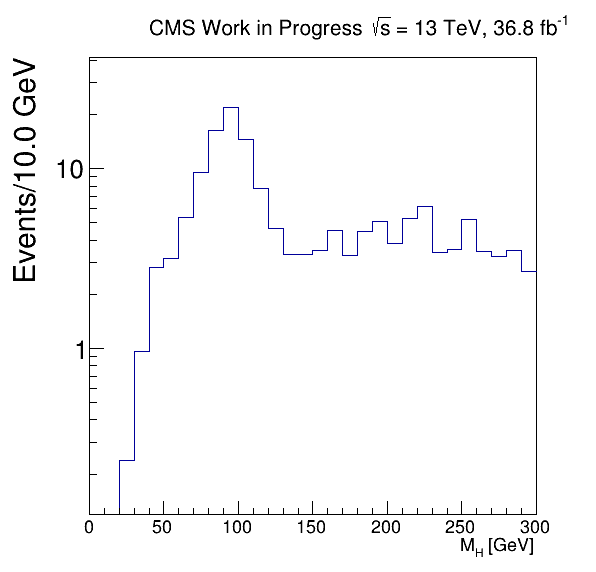 CMS Work in Progress √s = 13 TeV, 36.8 fb⁻¹
Events/10.0 GeV
10
1
0 50 100 150 200 250 300
M_H [GeV]